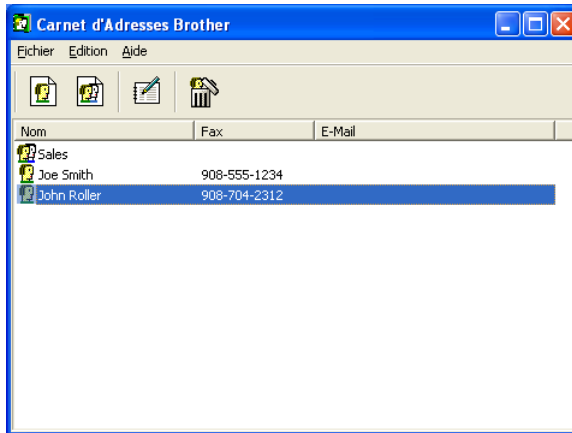 Carnet d'Adresses Brother
Fichier Edition Aide
Nom Fax E-Mail
Sales
Joe Smith 908-555-1234
John Roller 908-704-2312